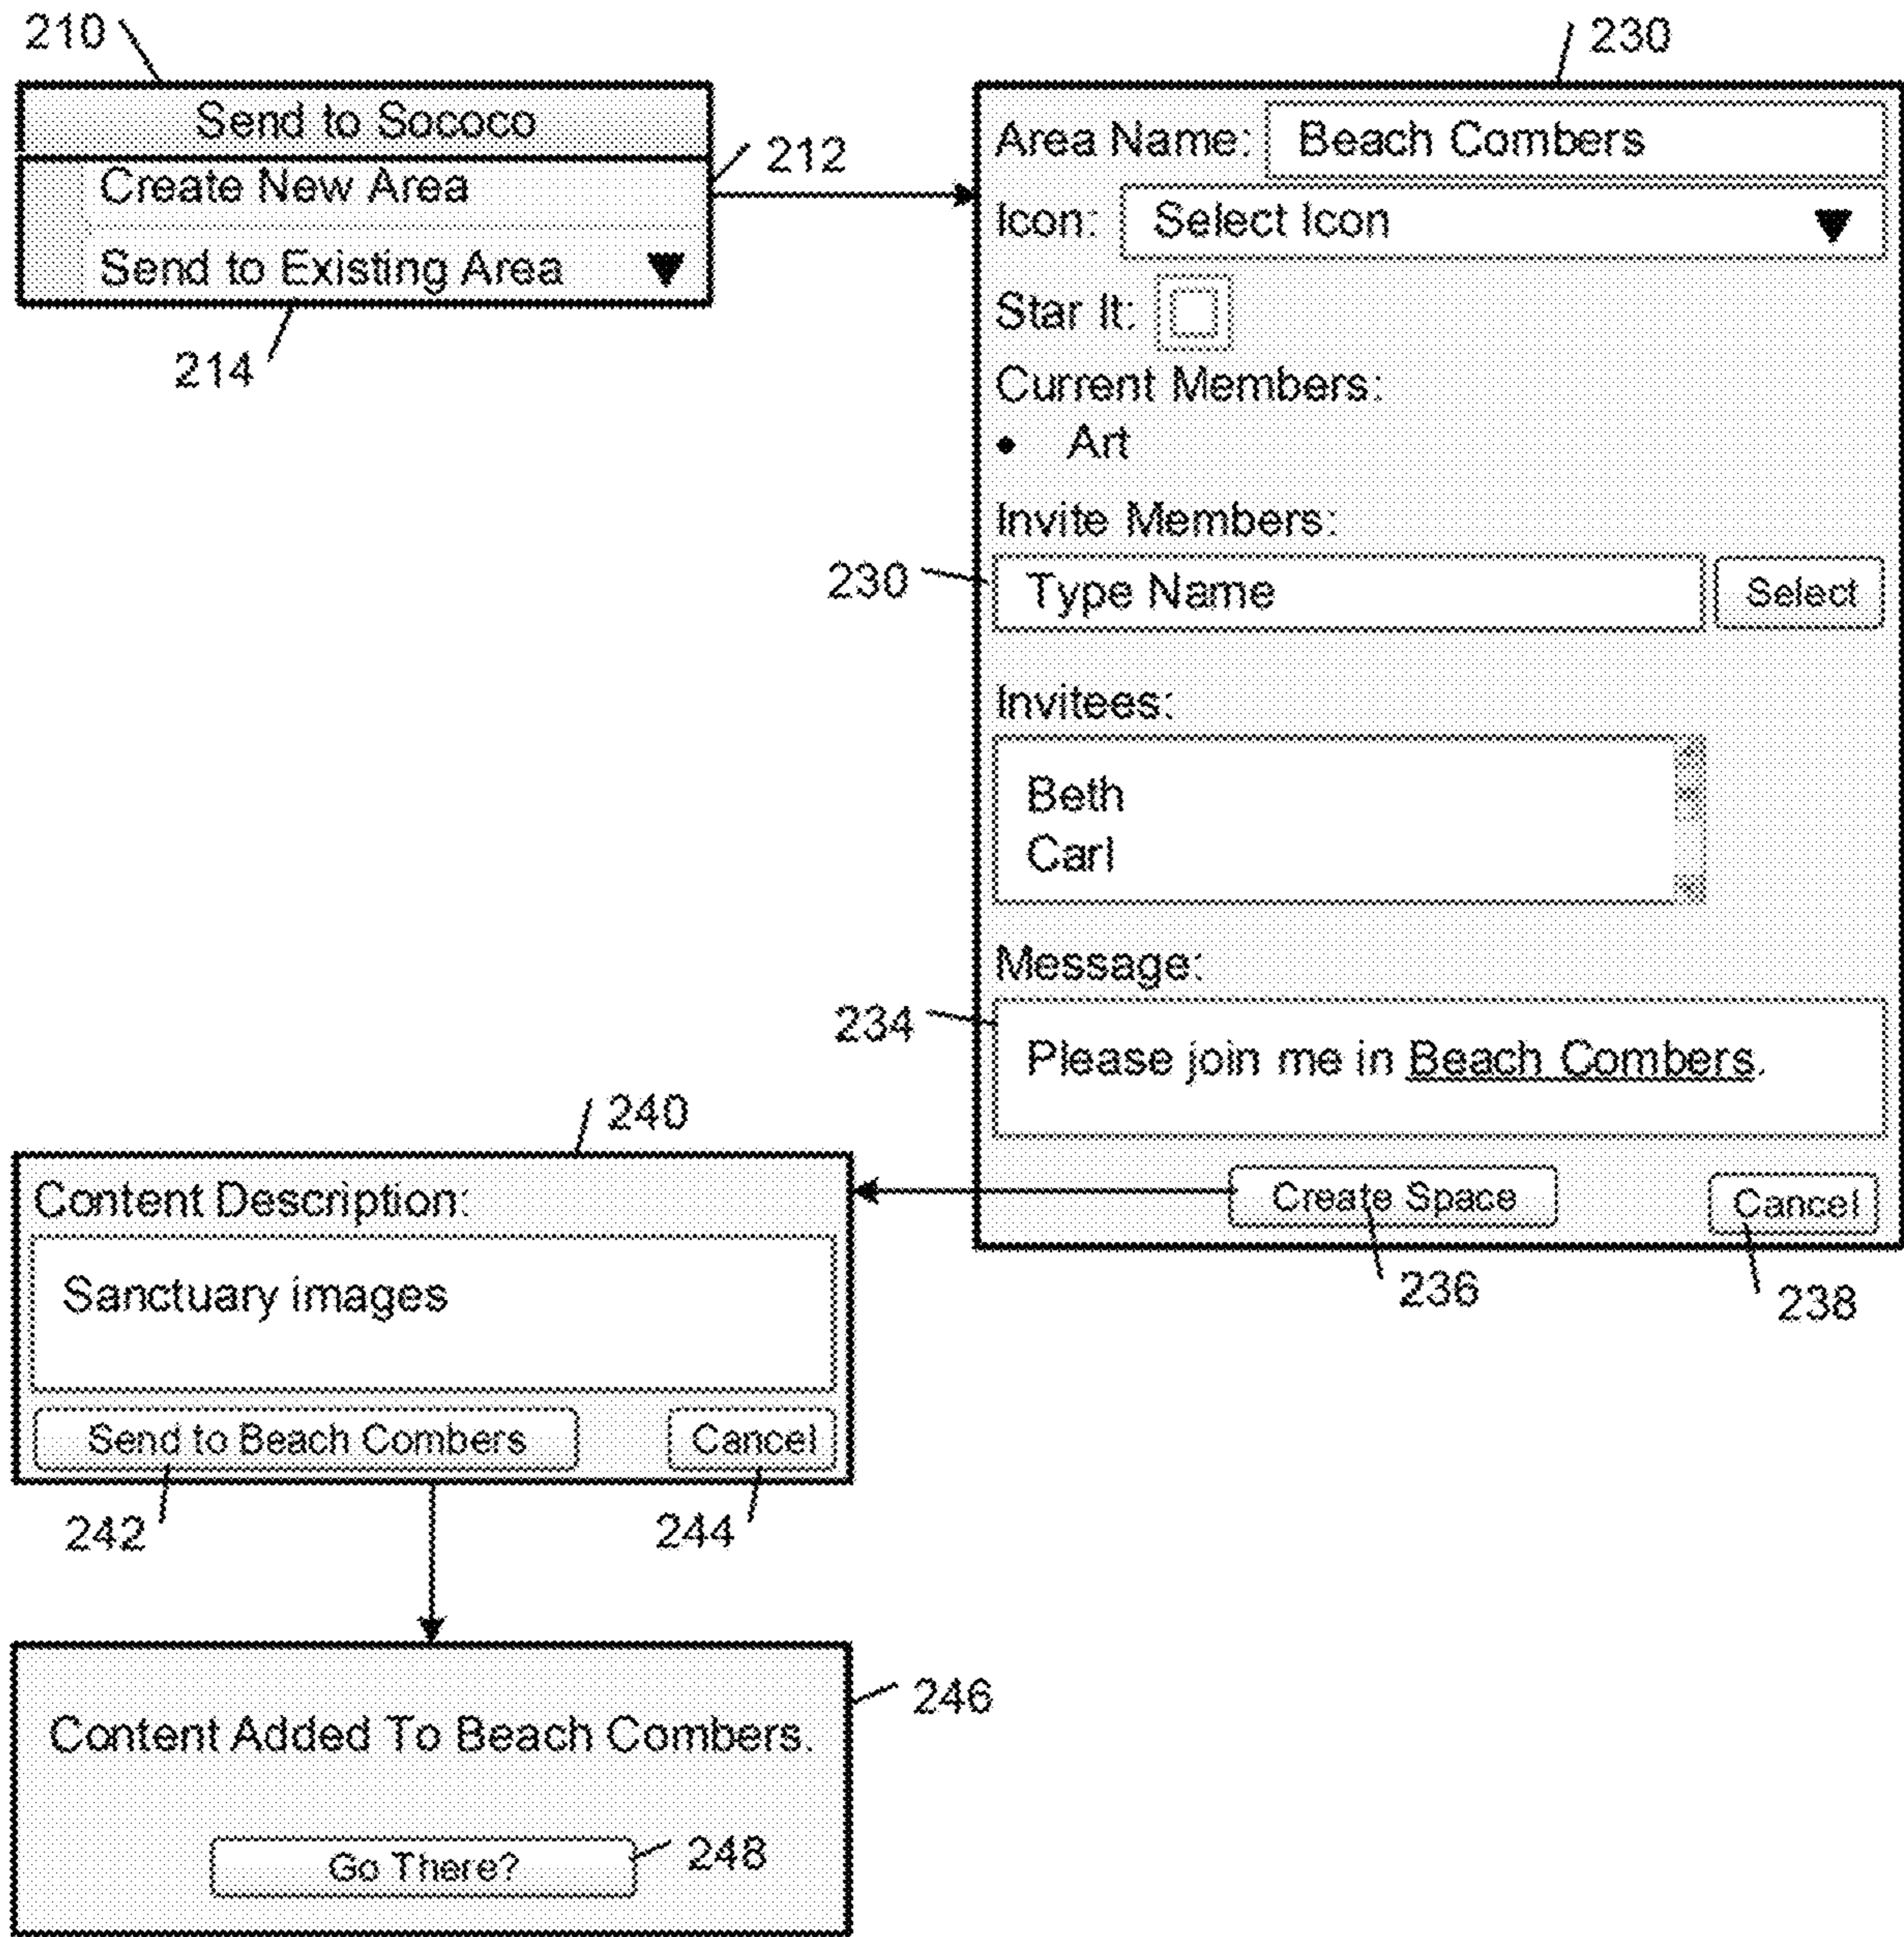 210
Send to Sococo
Create New Area
212
Send to Existing Area
214
230
Area Name: Beach Combers
Icon: Select Icon
Star It:
Current Members:
• Art
Invite Members:
230
Type Name Select
Invitees:
Beth
Carl
Message:
234
Please join me in Beach Combers.
Create Space Cancel
236
238
240
Content Description:
Sanctuary images
Send to Beach Combers Cancel
242 244
246
Content Added To Beach Combers.
Go There? 248